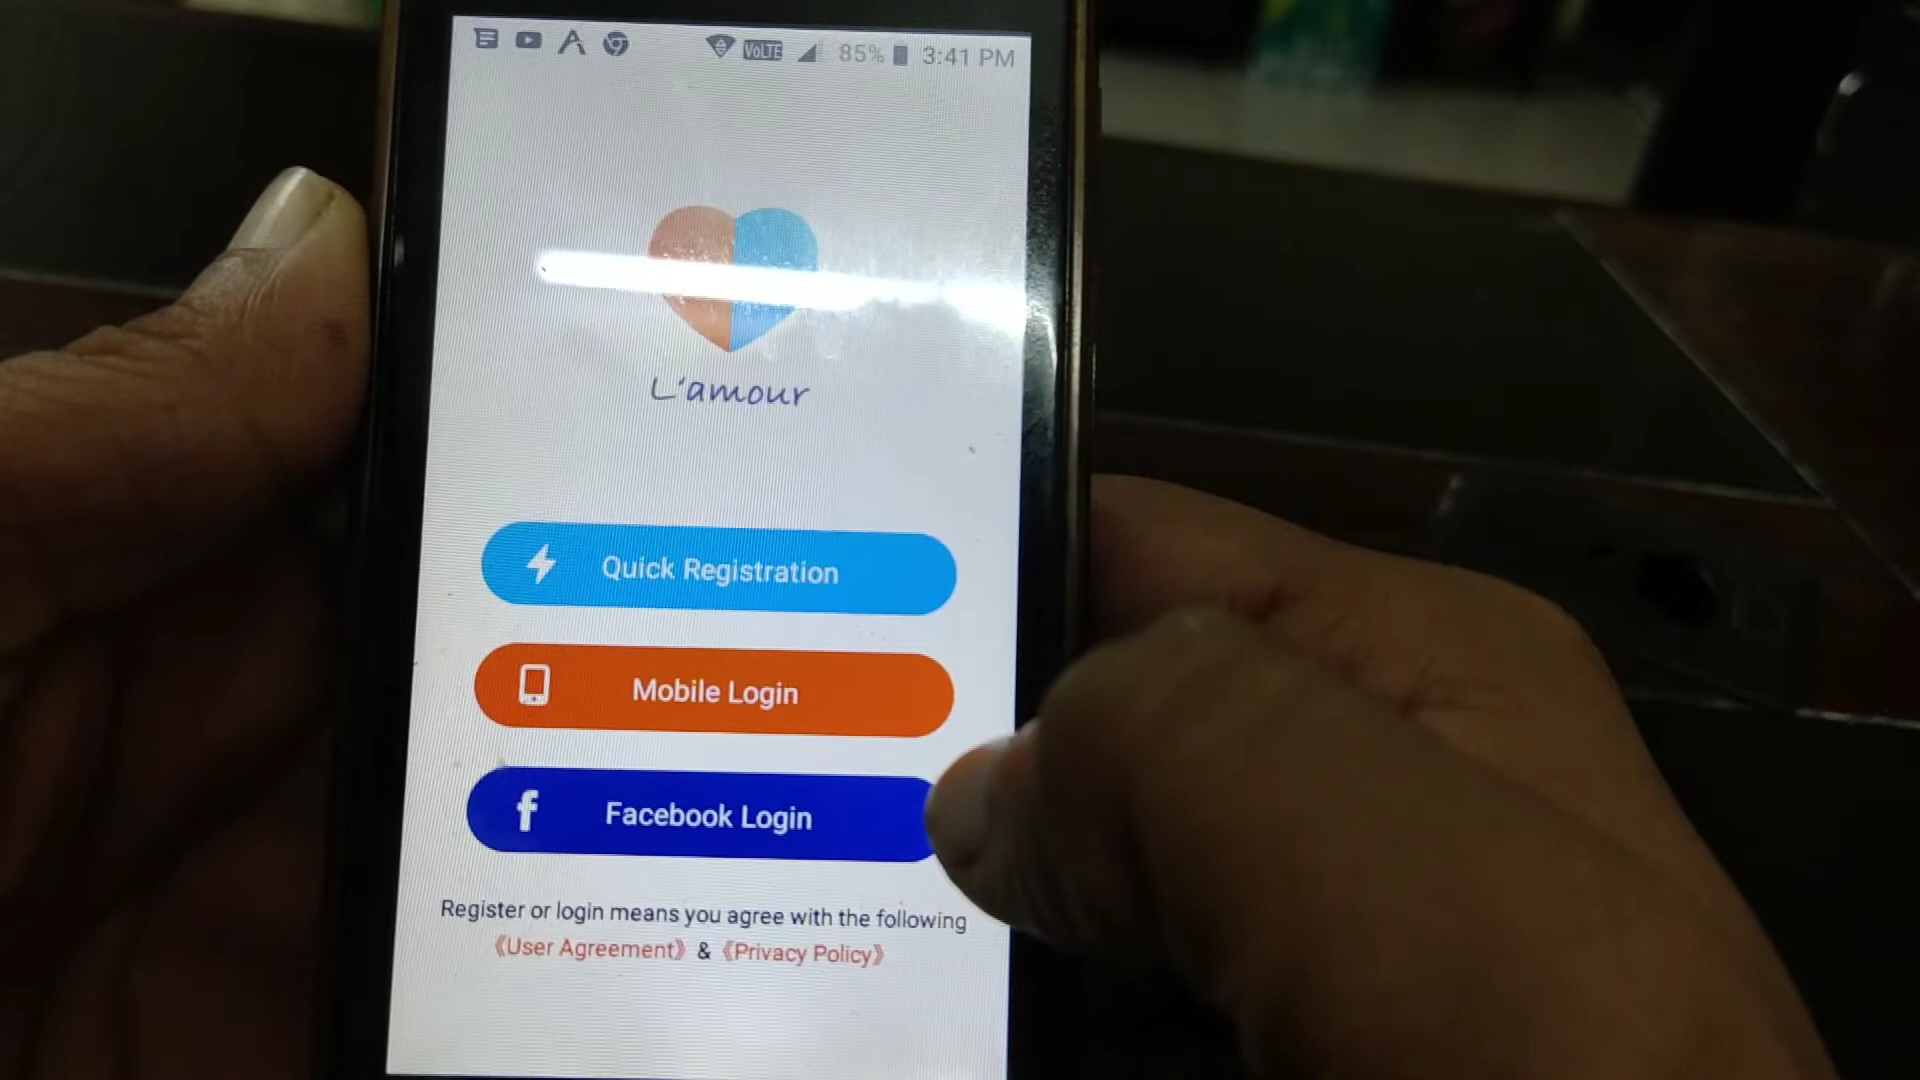 VoLTE 85% 3:41 PM
L'amour
Quick Registration
Mobile Login
f Facebook Login
Register or login means you agree with the following
《User Agreement》 & 《Privacy Policy》